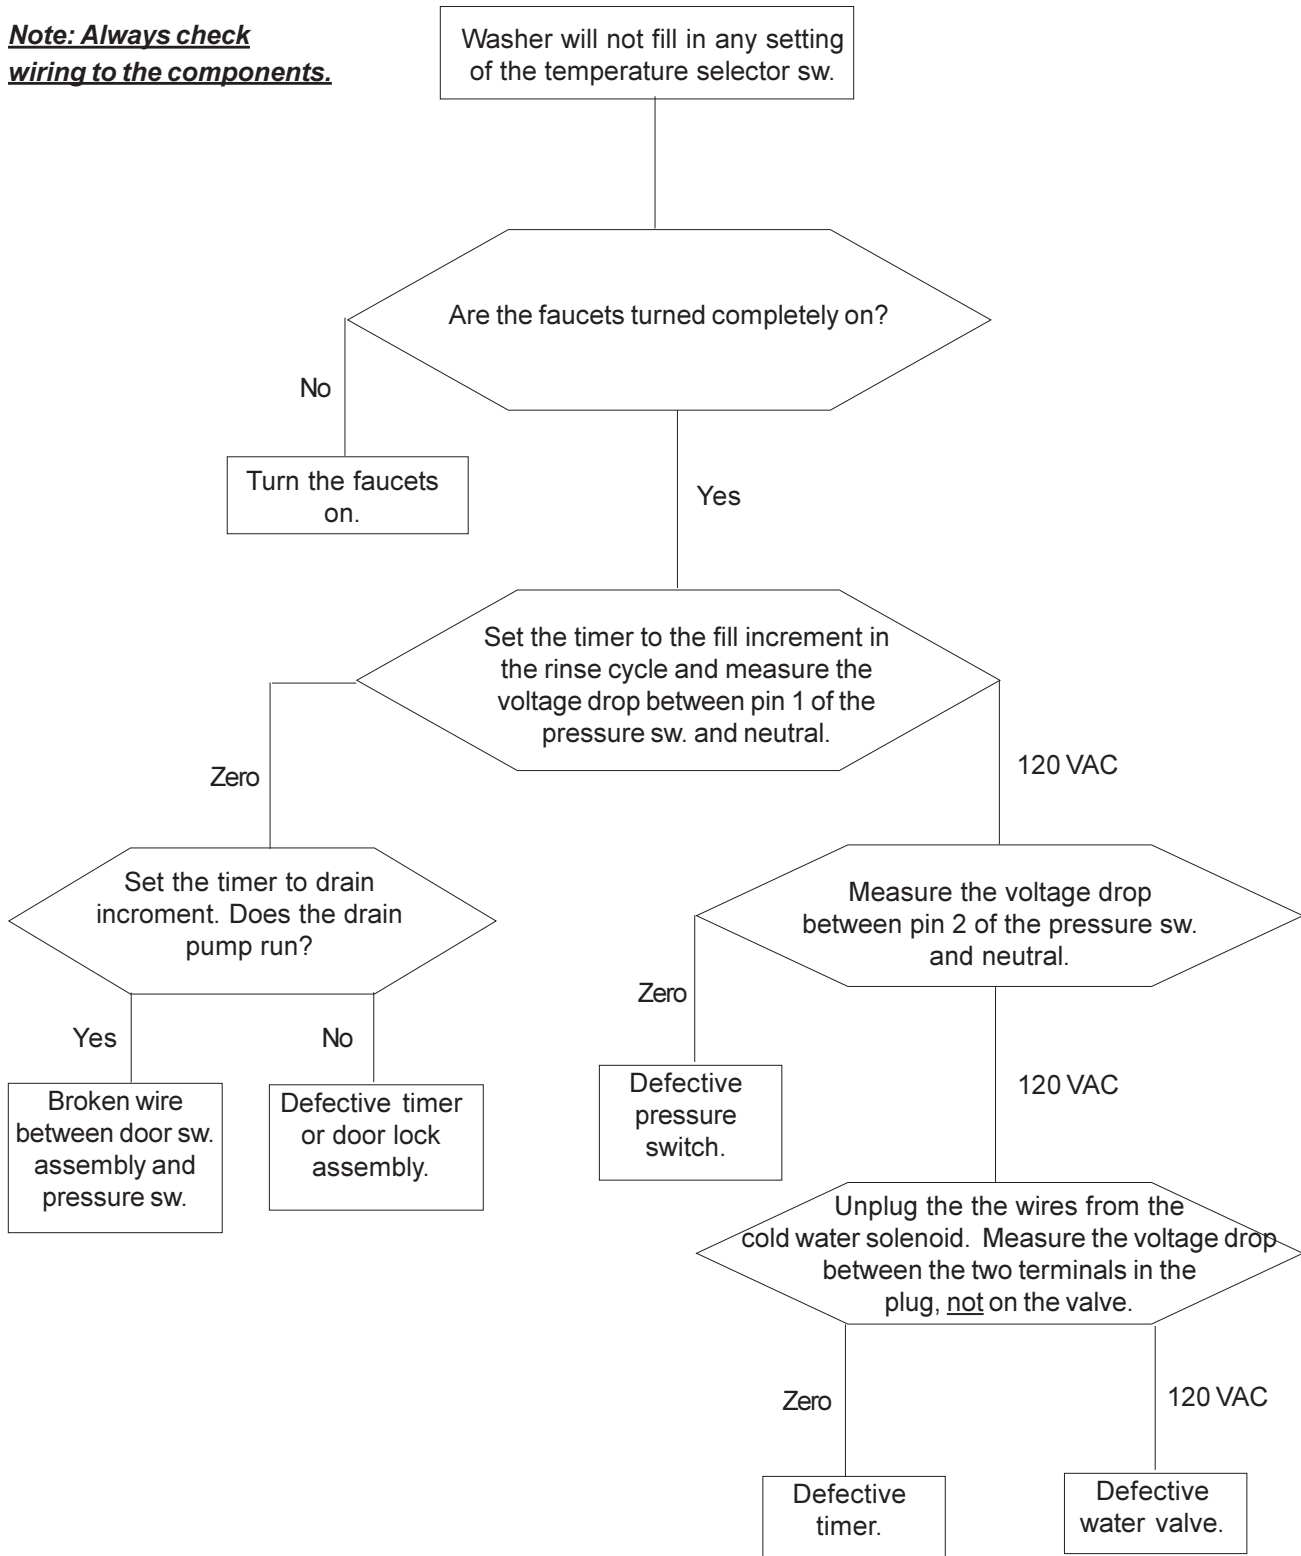 Note: Always check
wiring to the components.
Washer will not fill in any setting
of the temperature selector sw.
Are the faucets turned completely on?
No
Turn the faucets
on.
Yes
Set the timer to the fill increment in
the rinse cycle and measure the
voltage drop between pin 1 of the
pressure sw. and neutral.
Zero
120 VAC
Set the timer to drain
incroment. Does the drain
pump run?
Measure the voltage drop
between pin 2 of the pressure sw.
and neutral.
Yes
No
Zero
120 VAC
Broken wire
between door sw.
assembly and
pressure sw.
Defective timer
or door lock
assembly.
Defective
pressure
switch.
Unplug the the wires from the
cold water solenoid. Measure the voltage drop
between the two terminals in the
plug, not on the valve.
Zero
120 VAC
Defective
timer.
Defective
water valve.